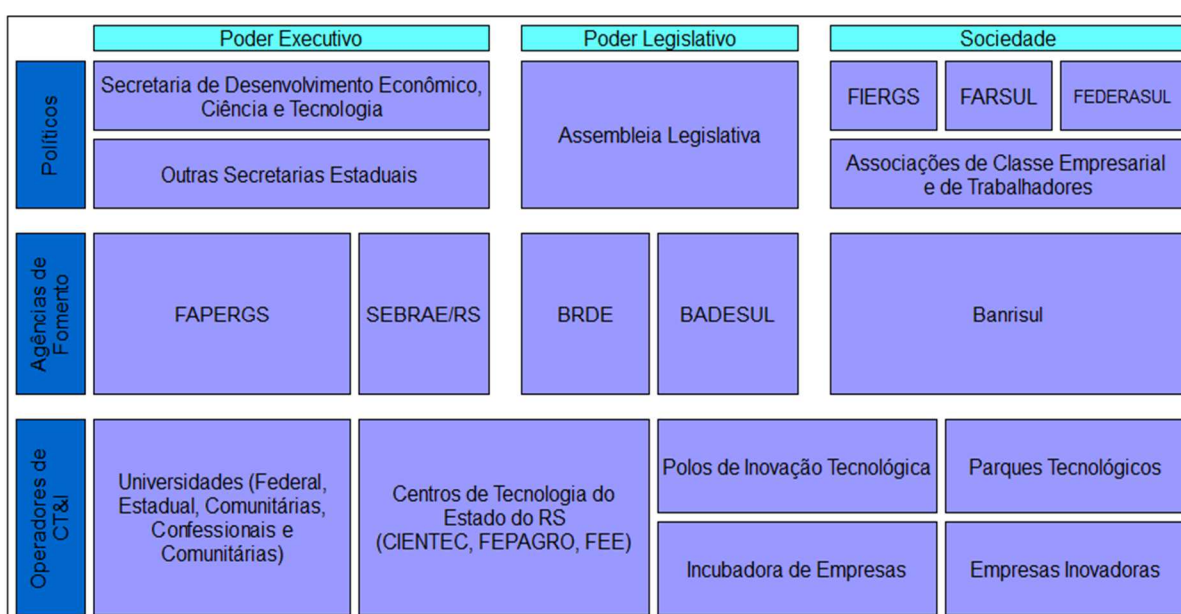 Poder Executivo
Poder Legislativo
Sociedade
Políticos
Secretaria de Desenvolvimento Econômico,
Ciência e Tecnologia
Outras Secretarias Estaduais
Assembleia Legislativa
FIERGS
FARSUL
FEDERASUL
Associações de Classe Empresarial
e de Trabalhadores
Agências de
Fomento
FAPERGS
SEBRAE/RS
BRDE
BADESUL
Banrisul
Operadores de
CT&I
Universidades (Federal,
Estadual, Comunitárias,
Confessionais e
Comunitárias)
Centros de Tecnologia do
Estado do RS
(CIENTEC, FEPAGRO, FEE)
Polos de Inovação Tecnológica
Parques Tecnológicos
Incubadora de Empresas
Empresas Inovadoras